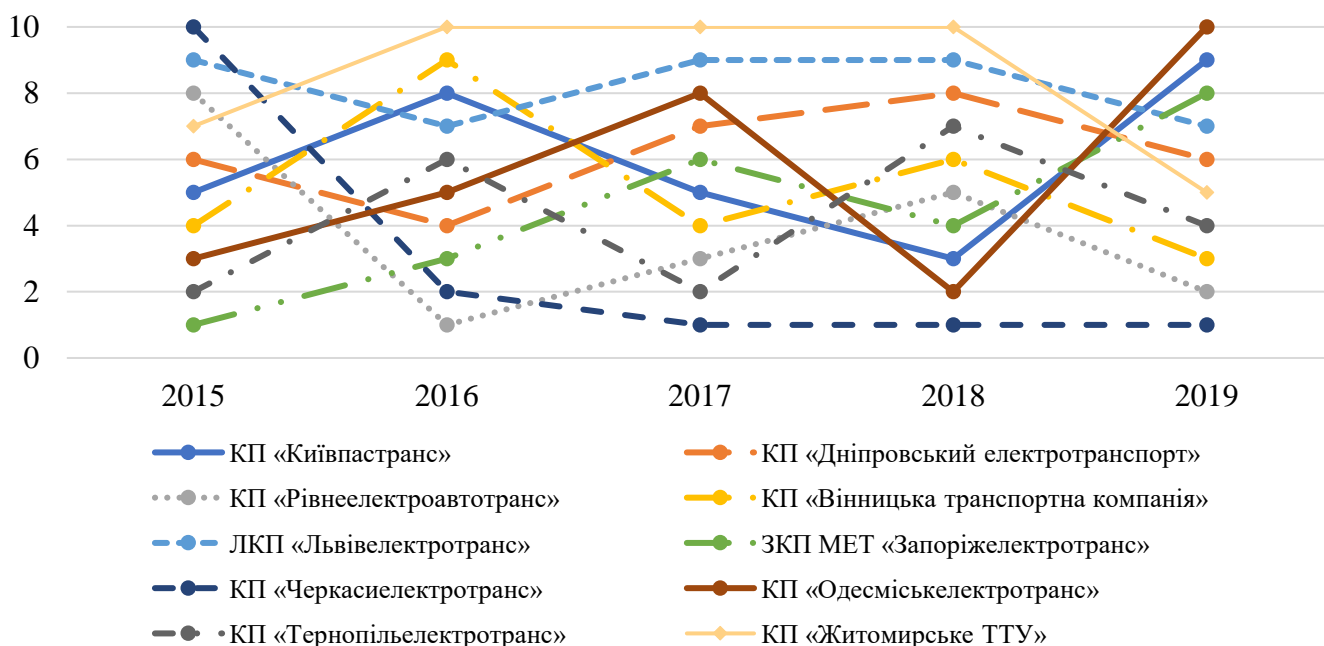 10
8
6
4
2
0
2015 2016 2017 2018 2019
КП «Київпастранс» КП «Дніпровський електротранспорт»
КП «Рівнеелектроавтотранс» КП «Вінницька транспортна компанія»
ЛКП «Львівелектротранс» ЗКП МЕТ «Запоріжелектротранс»
КП «Черкасиелектротранс» КП «Одесміськелектротранс»
КП «Тернопільелектротранс» КП «Житомирське ТТУ»